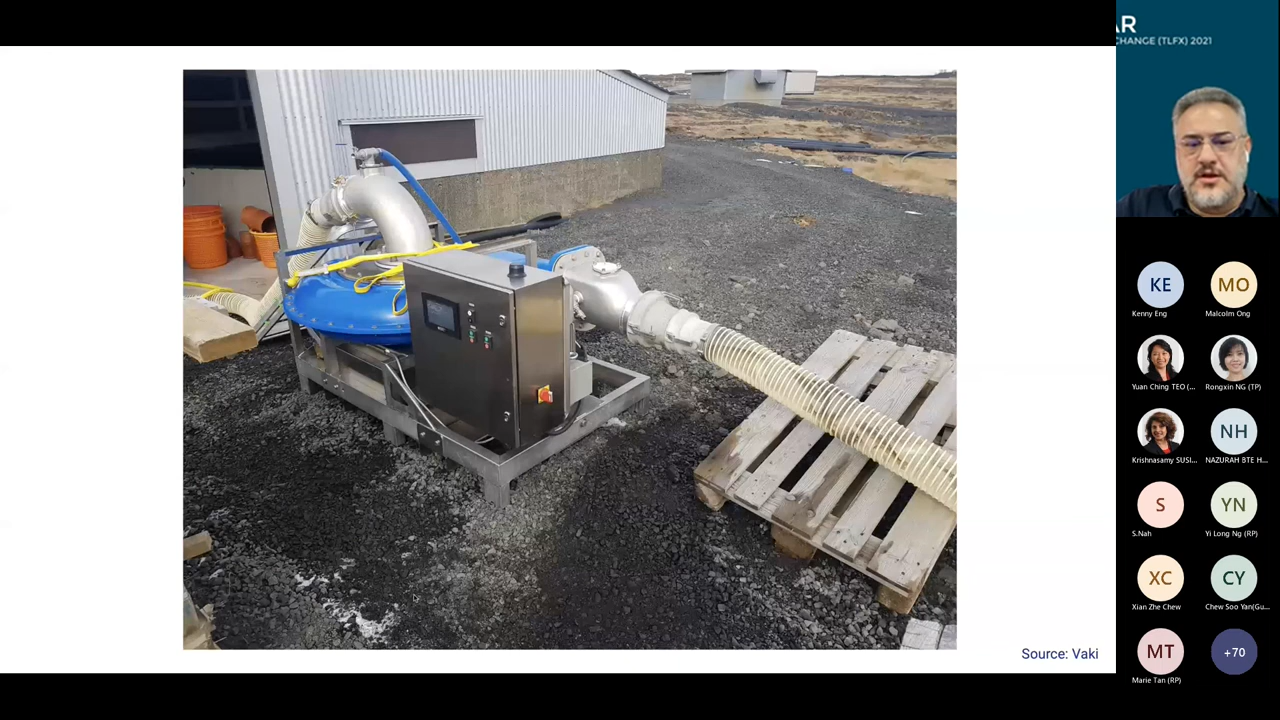 AR
CHANGE (TLFX) 2021
KE
Kenny Eng
MO
Malcolm Ong
Yuan Ching TEO (...
Rongxin NG (TP)
Krishnasamy SUSI...
NH
NAZURAH BTE H...
S
S.Nah
YN
Yi Long Ng (RP)
XC
Xian Zhe Chew
CY
Chew Soo Yan(Gu...
MT
Marie Tan (RP)
+70
Source: Vaki